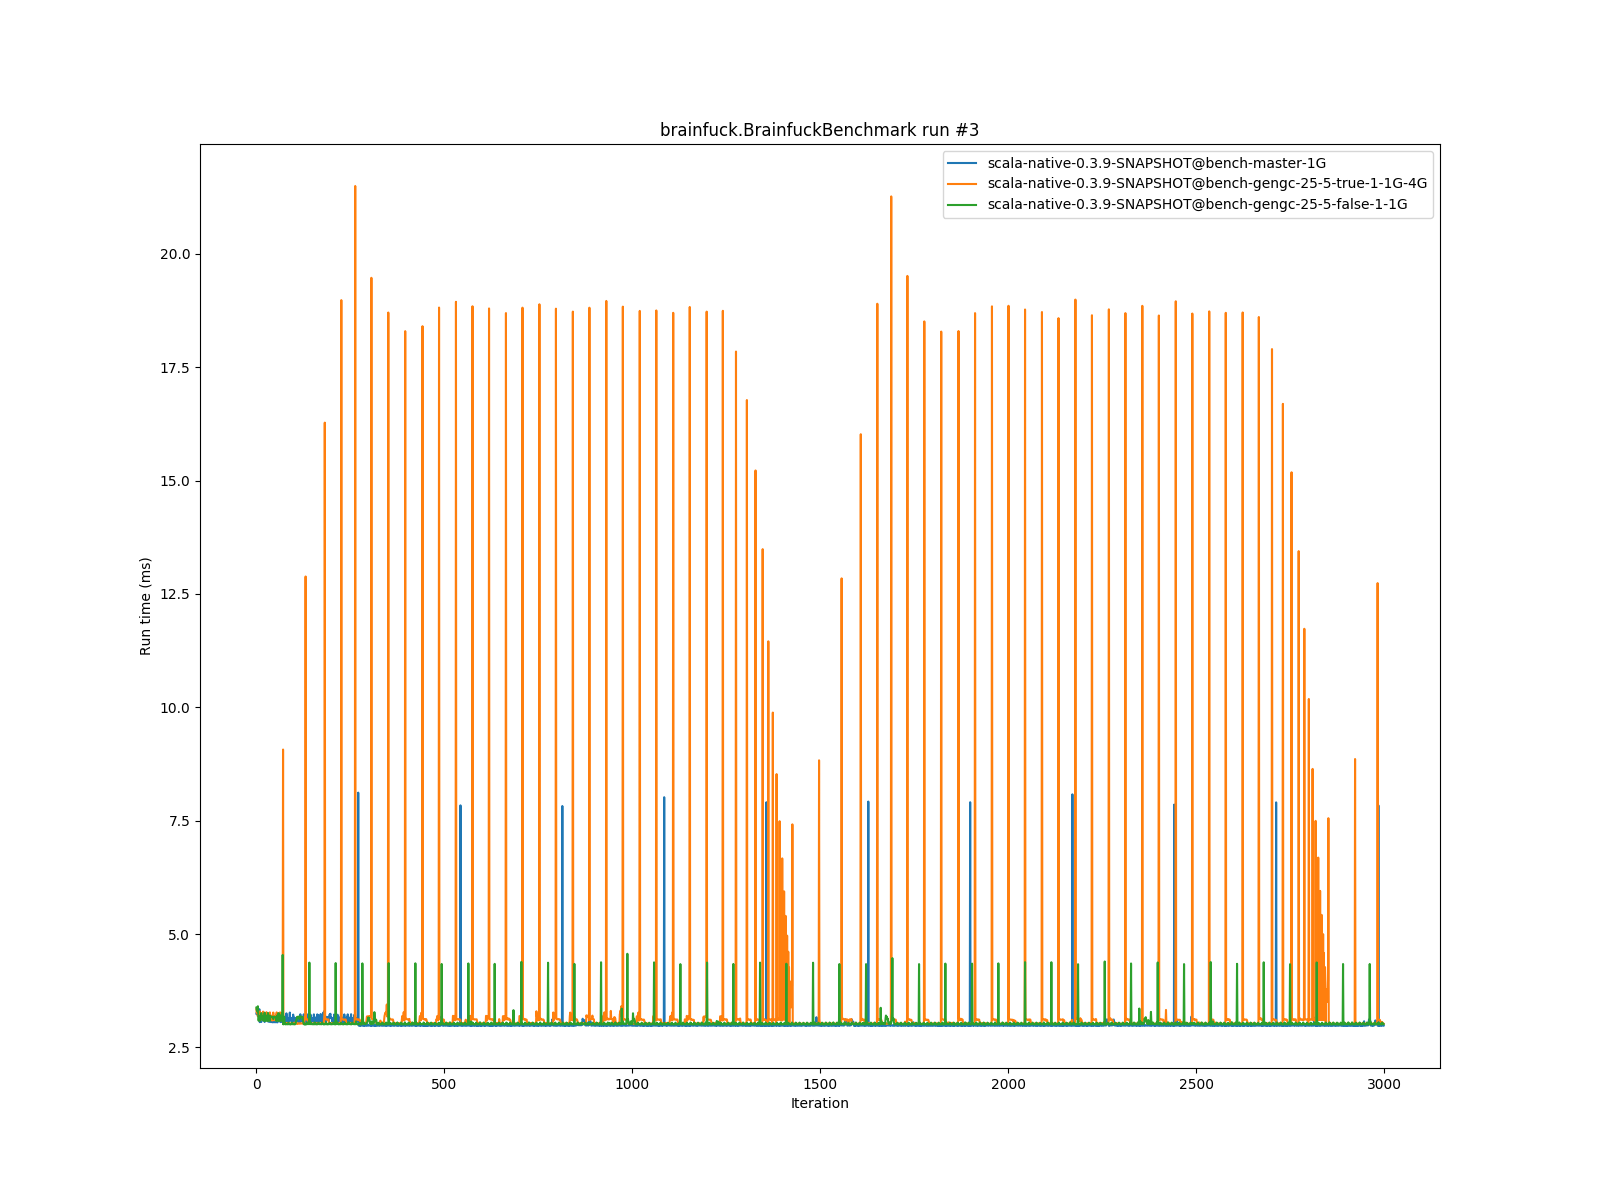 brainfuck.BrainfuckBenchmark run #3
scala-native-0.3.9-SNAPSHOT@bench-master-1G
scala-native-0.3.9-SNAPSHOT@bench-gengc-25-5-true-1-1G-4G
scala-native-0.3.9-SNAPSHOT@bench-gengc-25-5-false-1-1G
20.0
17.5
15.0
12.5
10.0
7.5
5.0
2.5
Run time (ms)
0 500 1000 1500 2000 2500 3000
Iteration